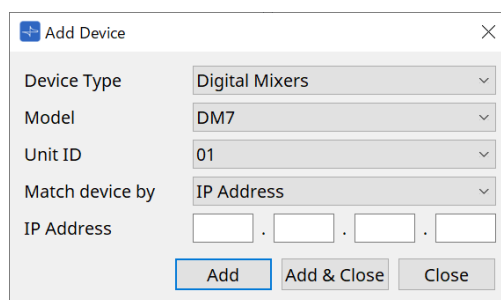 Add Device
Device Type Digital Mixers
Model DM7
Unit ID 01
Match device by IP Address
IP Address . . .
Add Add & Close Close